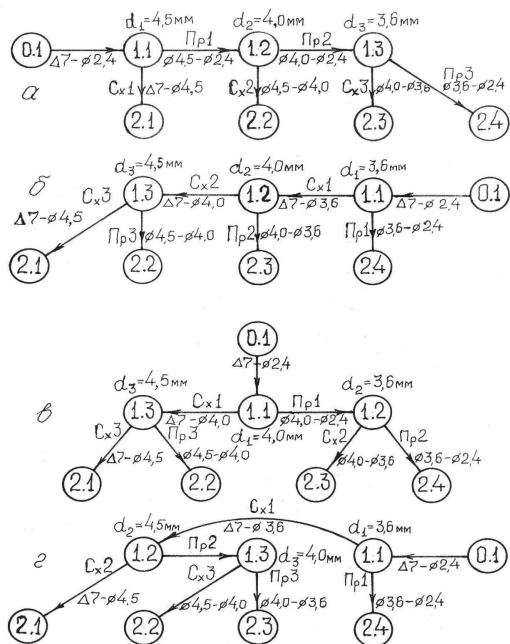 d₁=4,5мм d₂=4,0мм d₃=3,6мм
0.1 Δ7-ø2,4 1.1 Пр1 ø4,5-ø2,4 1.2 Пр2 ø4,0-ø2,4 1.3
а Сх1 Δ7-ø4,5 Сх2 ø4,5-ø4,0 Сх3 ø4,0-ø3,6 Пр3 ø3,6-ø2,4
2.1 2.2 2.3 2.4
d₃=4,5мм d₂=4,0мм d₁=3,6мм
б 1.3 Сх2 Δ7-ø4,0 1.2 Сх1 Δ7-ø3,6 1.1 Δ7-ø2,4 0.1
Сх3 Δ7-ø4,5 Пр3 ø4,5-ø4,0 Пр2 ø4,0-ø3,6 Пр1 ø3,6-ø2,4
2.1 2.2 2.3 2.4
0.1
Δ7-ø2,4
d₃=4,5мм d₂=3,6мм
в 1.3 Сх1 Δ7-ø4,0 1.1 Пр1 ø4,0-ø2,4 1.2
d₁=4,0мм
Сх3 Δ7-ø4,5 Пр3 ø4,5-ø4,0 Сх2 ø4,0-ø3,6 Пр2 ø3,6-ø2,4
2.1 2.2 2.3 2.4
Сх1
Δ7-ø3,6
d₂=4,5мм d₁=3,6мм
г 1.2 Пр2 1.3 d₃=4,0мм 1.1 Δ7-ø2,4 0.1
Сх2 Δ7-ø4,5 Сх3 ø4,5-ø4,0 Пр3 ø4,0-ø3,6 Пр1 ø3,6-ø2,4
2.1 2.2 2.3 2.4